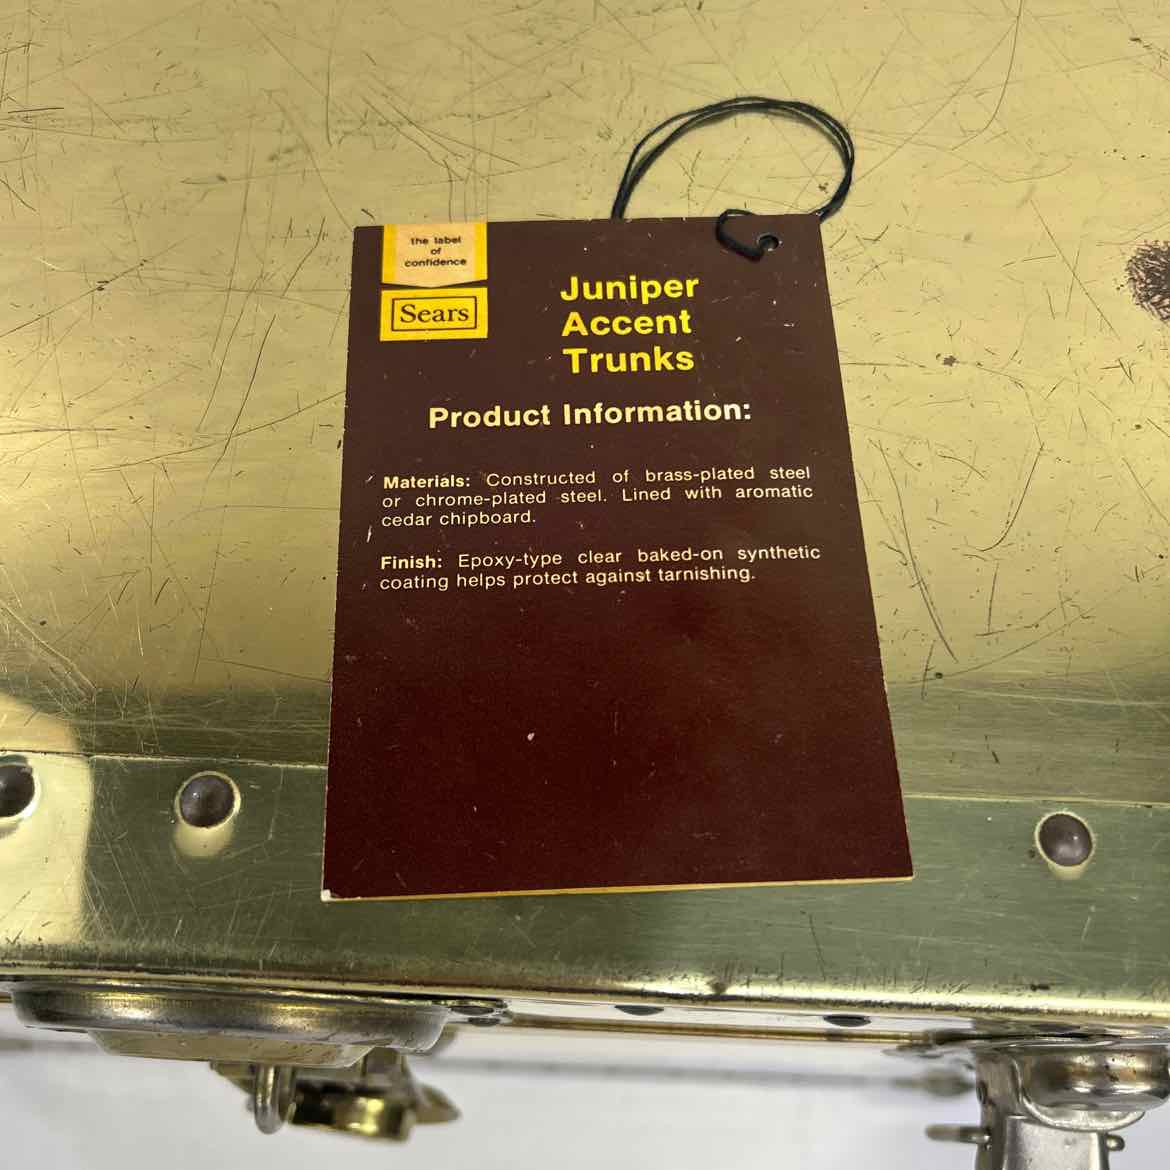 the label
of
confidence
Sears
Juniper
Accent
Trunks
Product Information:
Materials: Constructed of brass-plated steel
or chrome-plated steel. Lined with aromatic
cedar chipboard.
Finish: Epoxy-type clear baked-on synthetic
coating helps protect against tarnishing.